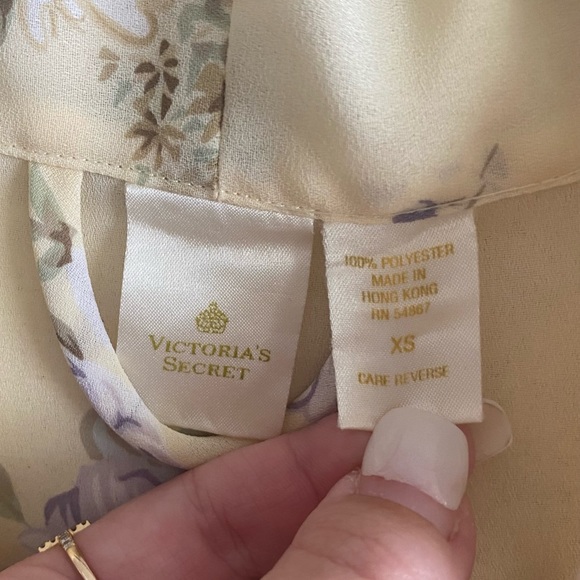 VICTORIA'S
SECRET
100% POLYESTER
MADE IN
HONG KONG
RN 54867
XS
CARE REVERSE